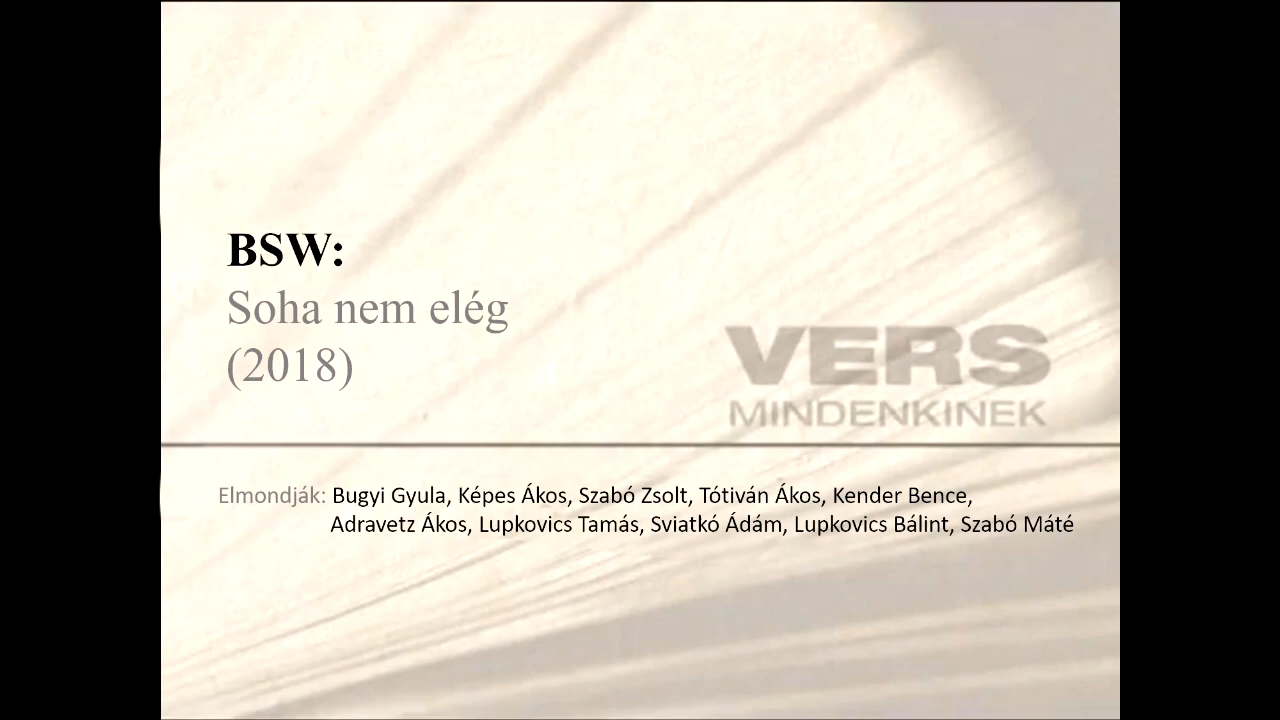 BSW:
Soha nem elég
(2018)
VERS
MINDENKINEK
Elmondják: Bugyi Gyula, Képes Ákos, Szabó Zsolt, Tótiván Ákos, Kender Bence,
Adravetz Ákos, Lupkovics Tamás, Sviatkó Ádám, Lupkovics Bálint, Szabó Máté